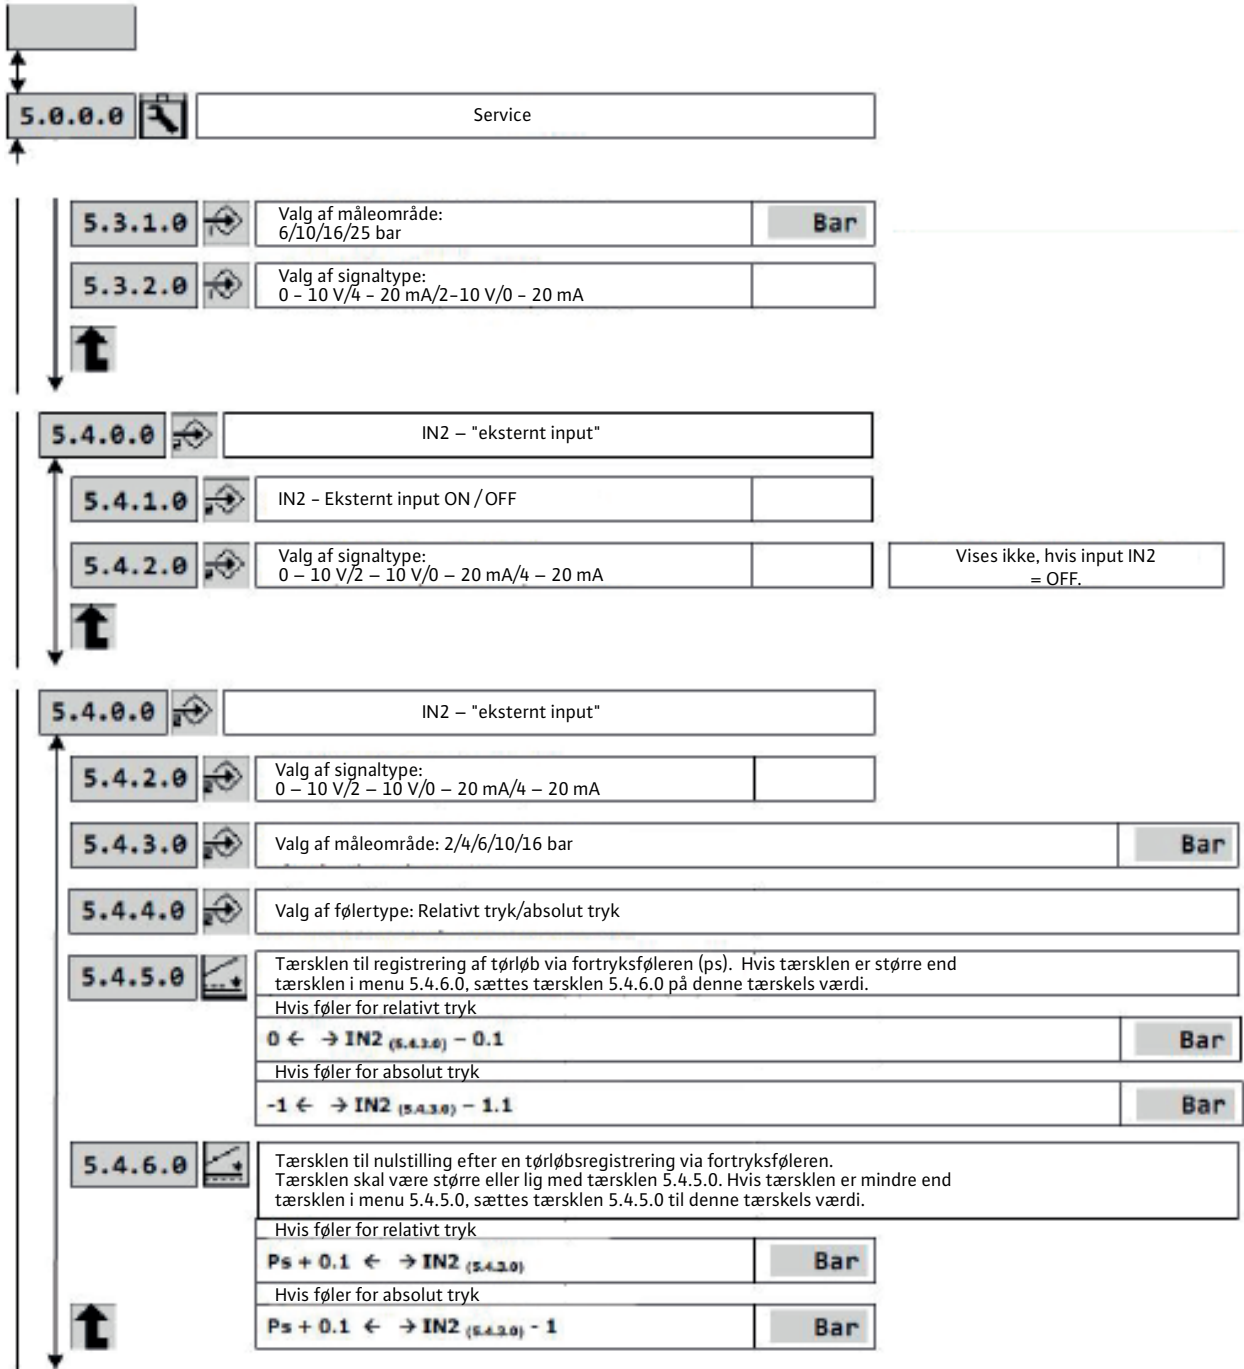 5.0.0.0 Service
5.3.1.0 Valg af måleområde:
6/10/16/25 bar Bar
5.3.2.0 Valg af signaltype:
0 - 10 V/4 - 20 mA/2-10 V/0 - 20 mA
5.4.0.0 IN2 – "eksternt input"
5.4.1.0 IN2 - Eksternt input ON / OFF
5.4.2.0 Valg af signaltype:
0 – 10 V/2 – 10 V/0 – 20 mA/4 – 20 mA
Vises ikke, hvis input IN2
= OFF.
5.4.0.0 IN2 – "eksternt input"
5.4.2.0 Valg af signaltype:
0 – 10 V/2 – 10 V/0 – 20 mA/4 – 20 mA
5.4.3.0 Valg af måleområde: 2/4/6/10/16 bar Bar
5.4.4.0 Valg af følertype: Relativt tryk/absolut tryk
5.4.5.0 Tærsklen til registrering af tørløb via fortryksføleren (ps). Hvis tærsklen er større end
tærsklen i menu 5.4.6.0, sættes tærsklen 5.4.6.0 på denne tærskels værdi.
Hvis føler for relativt tryk
0 ← → IN2 (5.4.3.0) – 0.1 Bar
Hvis føler for absolut tryk
-1 ← → IN2 (5.4.3.0) – 1.1 Bar
5.4.6.0 Tærsklen til nulstilling efter en tørløbsregistrering via fortryksføleren.
Tærsklen skal være større eller lig med tærsklen 5.4.5.0. Hvis tærsklen er mindre end
tærsklen i menu 5.4.5.0, sættes tærsklen 5.4.5.0 til denne tærskels værdi.
Hvis føler for relativt tryk
Ps + 0.1 ← → IN2 (5.4.3.0) Bar
Hvis føler for absolut tryk
Ps + 0.1 ← → IN2 (5.4.3.0) - 1 Bar